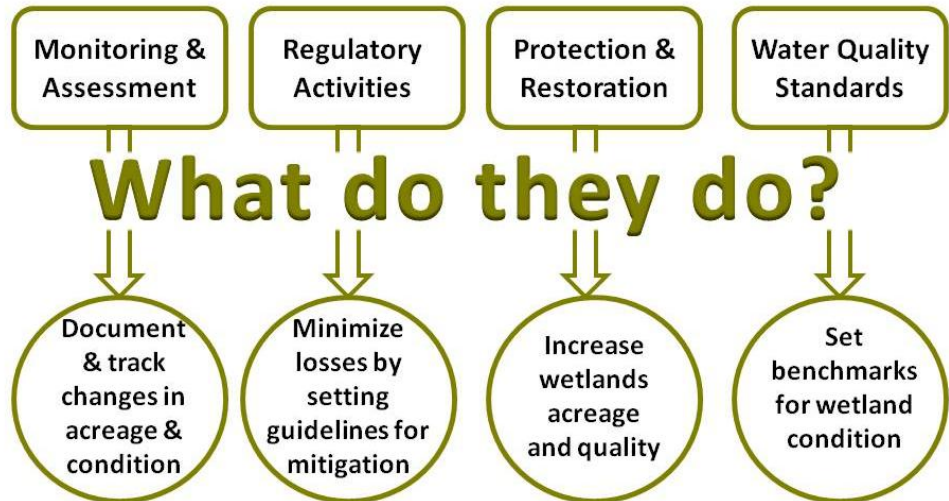 Monitoring &
Assessment
Regulatory
Activities
Protection &
Restoration
Water Quality
Standards
What do they do?
Document
& track
changes in
acreage &
condition
Minimize
losses by
setting
guidelines for
mitigation
Increase
wetlands
acreage
and quality
Set
benchmarks
for wetland
condition